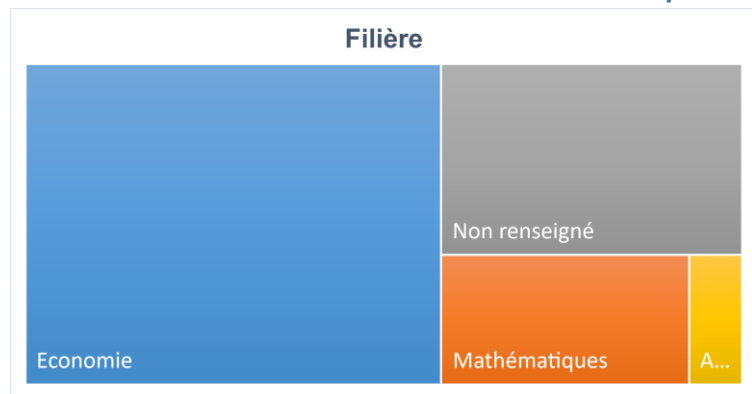 Filière
Non renseigné
Economie
Mathématiques
A...